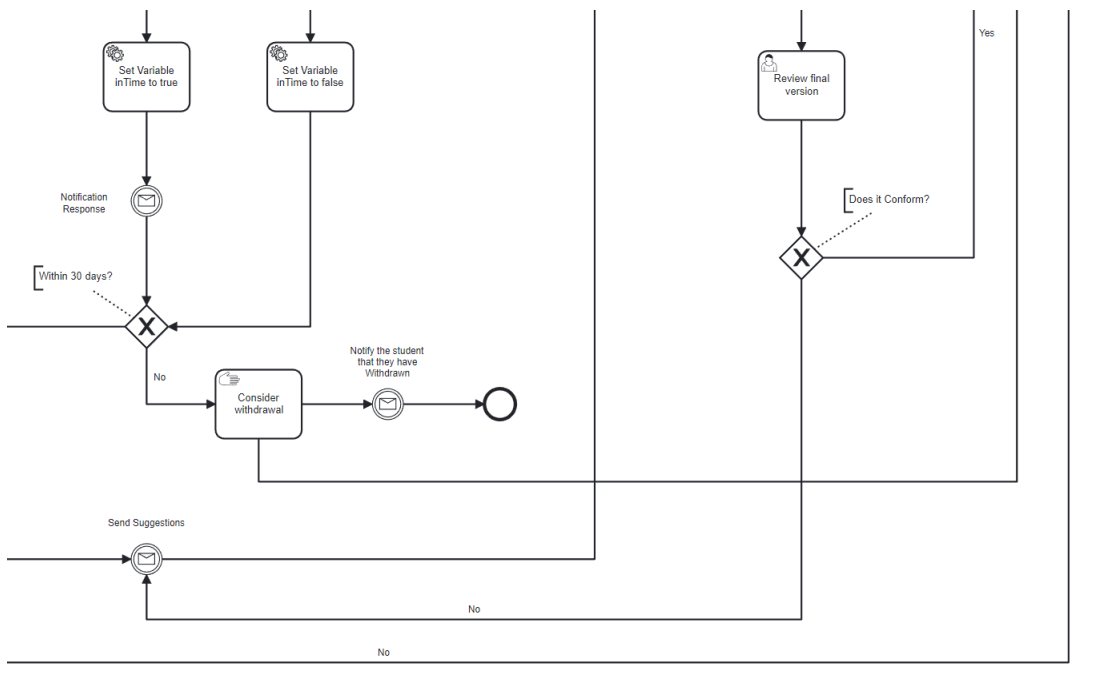 Yes
Set Variable
inTime to true
Set Variable
inTime to false
Review final
version
Notification
Response
Does it Conform?
Within 30 days?
No
Notify the student
that they have
Withdrawn
Consider
withdrawal
Send Suggestions
No
No